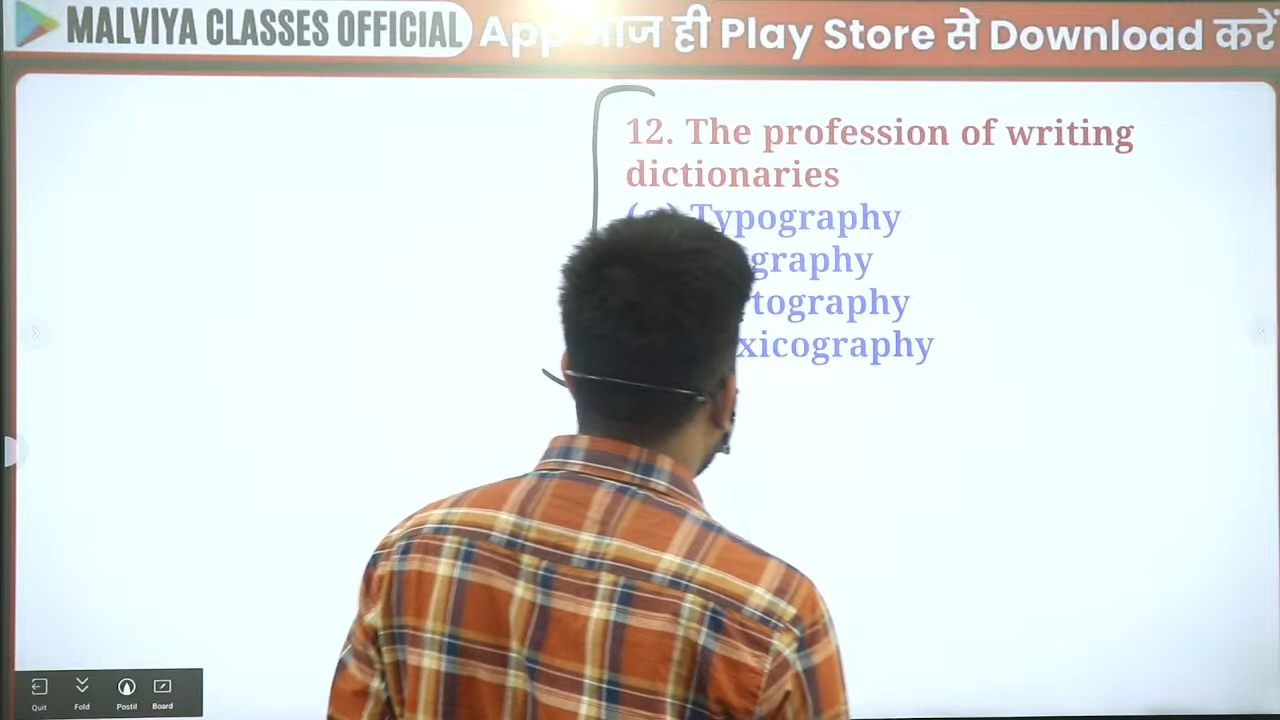 MALVIYA CLASSES OFFICIAL App आज ही Play Store से Download करें
12. The profession of writing
dictionaries
(a) Typography
graphy
tography
xicography
Quit Fold Postil Board